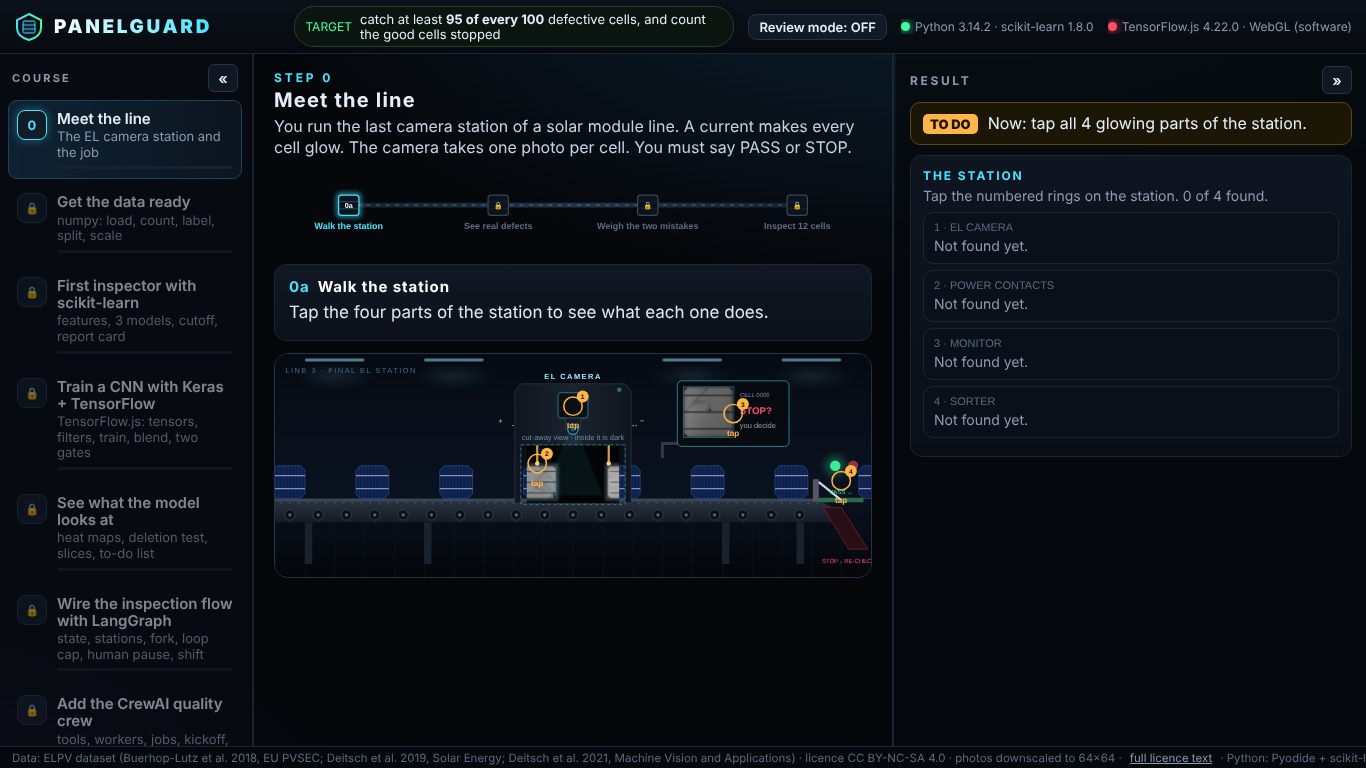 PANELGUARD
TARGET catch at least 95 of every 100 defective cells, and count
the good cells stopped
Review mode: OFF
Python 3.14.2 · scikit-learn 1.8.0
TensorFlow.js 4.22.0 · WebGL (software)
COURSE
«
0
Meet the line
The EL camera station and
the job
Get the data ready
numpy: load, count, label,
split, scale
First inspector with
scikit-learn
features, 3 models, cutoff,
report card
Train a CNN with Keras
+ TensorFlow
TensorFlow.js: tensors,
filters, train, blend, two
gates
See what the model
looks at
heat maps, deletion test,
slices, to-do list
Wire the inspection flow
with LangGraph
state, stations, fork, loop
cap, human pause, shift
Add the CrewAI quality
crew
tools, workers, jobs, kickoff,
STEP 0
Meet the line
You run the last camera station of a solar module line. A current makes every
cell glow. The camera takes one photo per cell. You must say PASS or STOP.
0a
Walk the station
See real defects
Weigh the two mistakes
Inspect 12 cells
0a Walk the station
Tap the four parts of the station to see what each one does.
LINE 3 · FINAL EL STATION
EL CAMERA
1
tap
cut-away view · inside it is dark
2
tap
CELL 0006
3
STOP?
you decide
tap
4
tap
STOP ↓ RE-CHEC
RESULT
»
TO DO Now: tap all 4 glowing parts of the station.
THE STATION
Tap the numbered rings on the station. 0 of 4 found.
1 · EL CAMERA
Not found yet.
2 · POWER CONTACTS
Not found yet.
3 · MONITOR
Not found yet.
4 · SORTER
Not found yet.
Data: ELPV dataset (Buerhop-Lutz et al. 2018, EU PVSEC; Deitsch et al. 2019, Solar Energy; Deitsch et al. 2021, Machine Vision and Applications) · licence CC BY-NC-SA 4.0 · photos downscaled to 64×64 · full licence text · Python: Pyodide + scikit-l